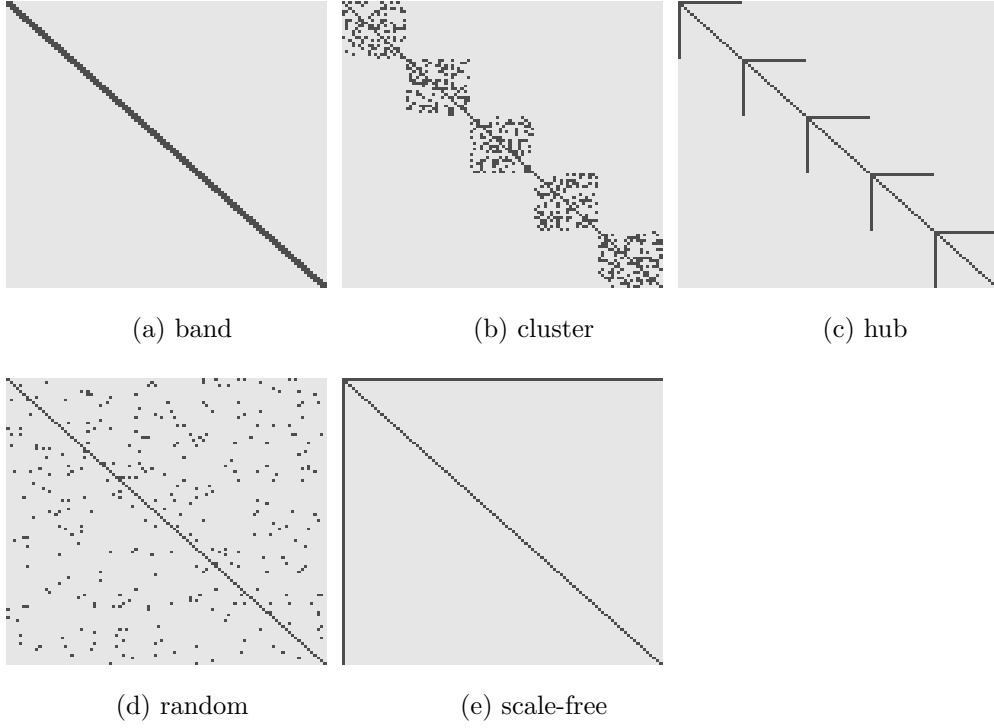 (a) band
(b) cluster
(c) hub
(d) random
(e) scale-free